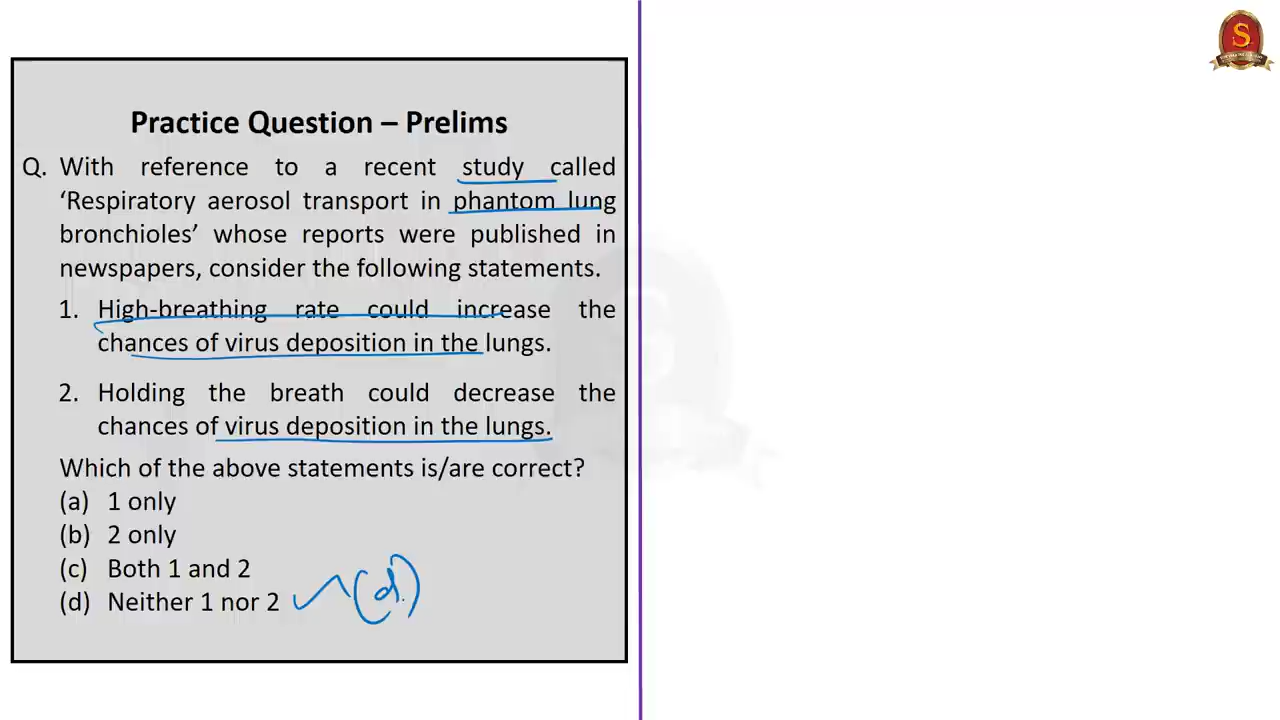 S
Practice Question – Prelims
Q. With reference to a recent study called
‘Respiratory aerosol transport in phantom lung
bronchioles’ whose reports were published in
newspapers, consider the following statements.
1. High-breathing rate could increase the
chances of virus deposition in the lungs.
2. Holding the breath could decrease the
chances of virus deposition in the lungs.
Which of the above statements is/are correct?
(a) 1 only
(b) 2 only
(c) Both 1 and 2
(d) Neither 1 nor 2 (d)